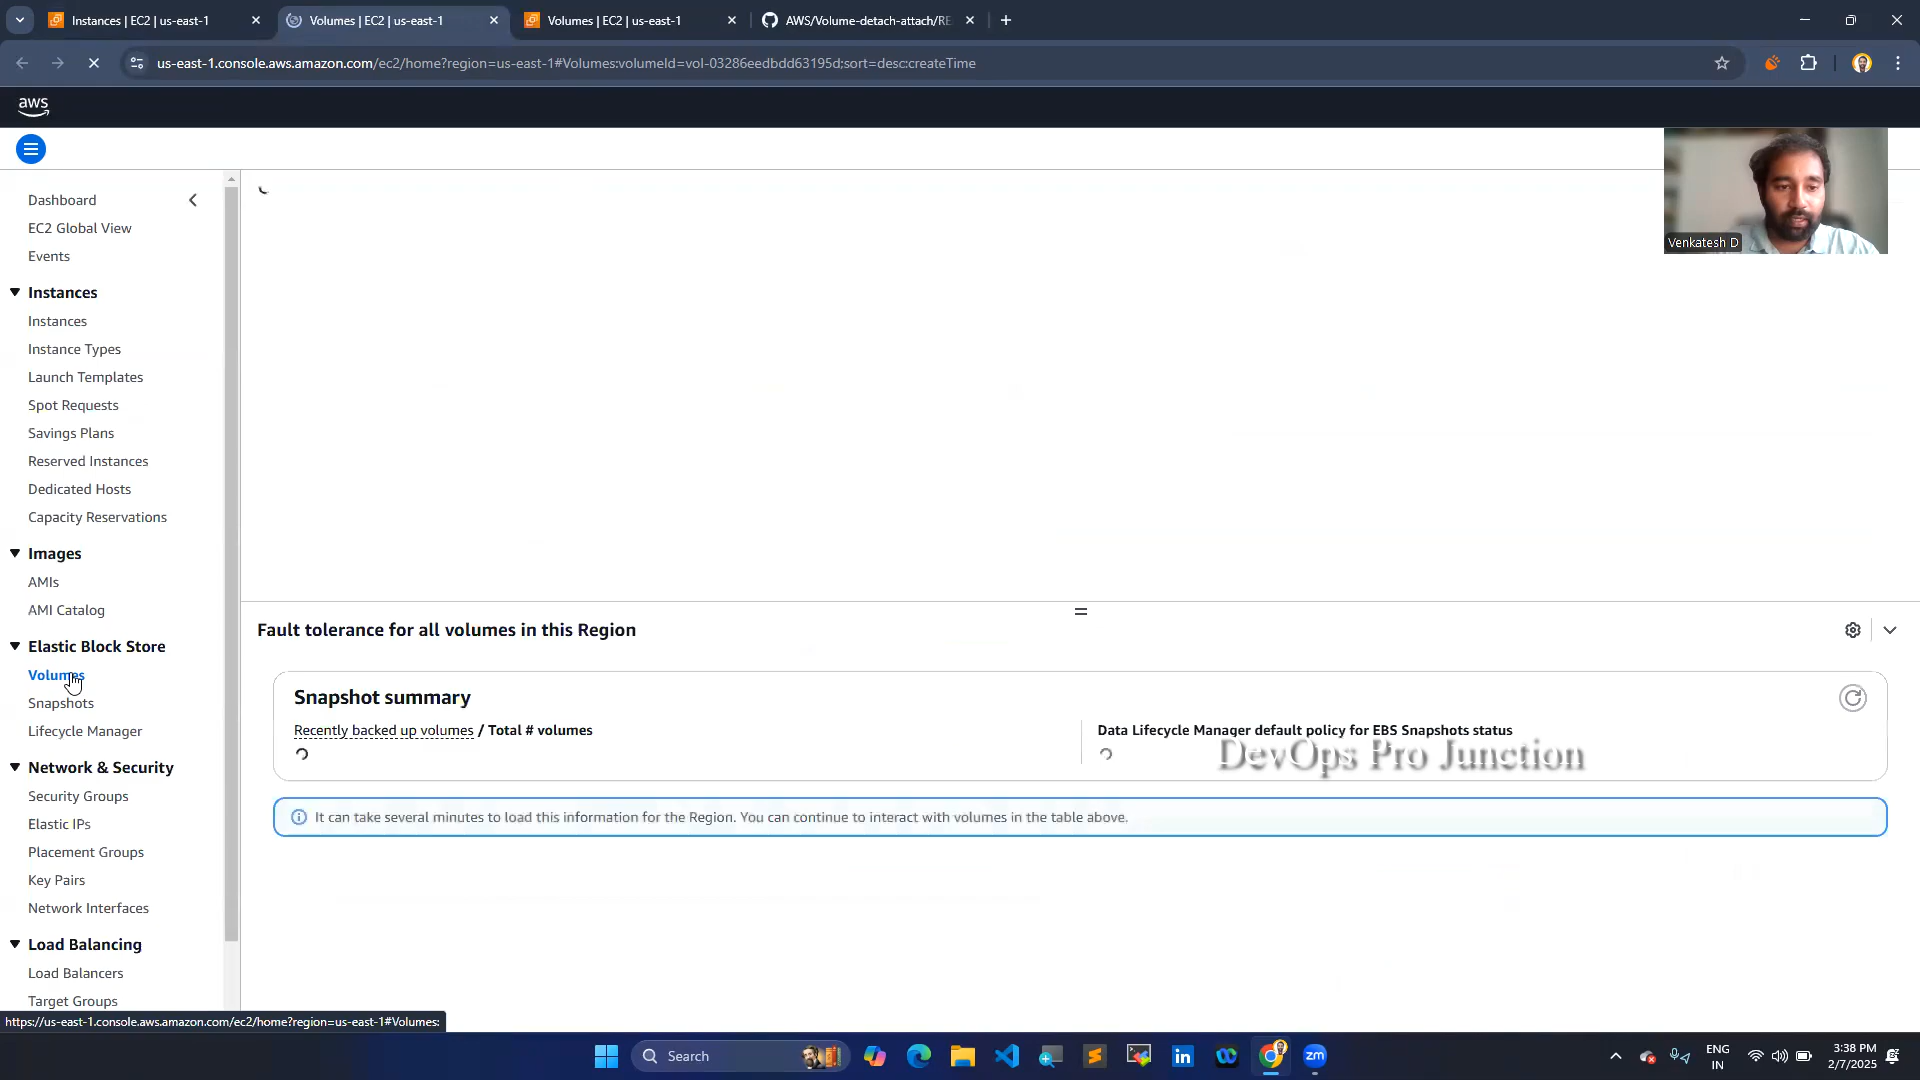 Instances | EC2 | us-east-1
Volumes | EC2 | us-east-1
Volumes | EC2 | us-east-1
AWS/Volume-detach-attach/RE
us-east-1.console.aws.amazon.com/ec2/home?region=us-east-1#Volumes:volumeId=vol-03286eedbdd63195d;sort=desc:createTime
aws
Venkatesh D
Dashboard
EC2 Global View
Events
Instances
Instances
Instance Types
Launch Templates
Spot Requests
Savings Plans
Reserved Instances
Dedicated Hosts
Capacity Reservations
Images
AMIs
AMI Catalog
Elastic Block Store
Volumes
Snapshots
Lifecycle Manager
Network & Security
Security Groups
Elastic IPs
Placement Groups
Key Pairs
Network Interfaces
Load Balancing
Load Balancers
Target Groups
Fault tolerance for all volumes in this Region
Snapshot summary
Recently backed up volumes / Total # volumes
Data Lifecycle Manager default policy for EBS Snapshots status
DevOps Pro Junction
It can take several minutes to load this information for the Region. You can continue to interact with volumes in the table above.
https://us-east-1.console.aws.amazon.com/ec2/home?region=us-east-1#Volumes:
Search
zm
ENG
IN
3:38 PM
2/7/2025